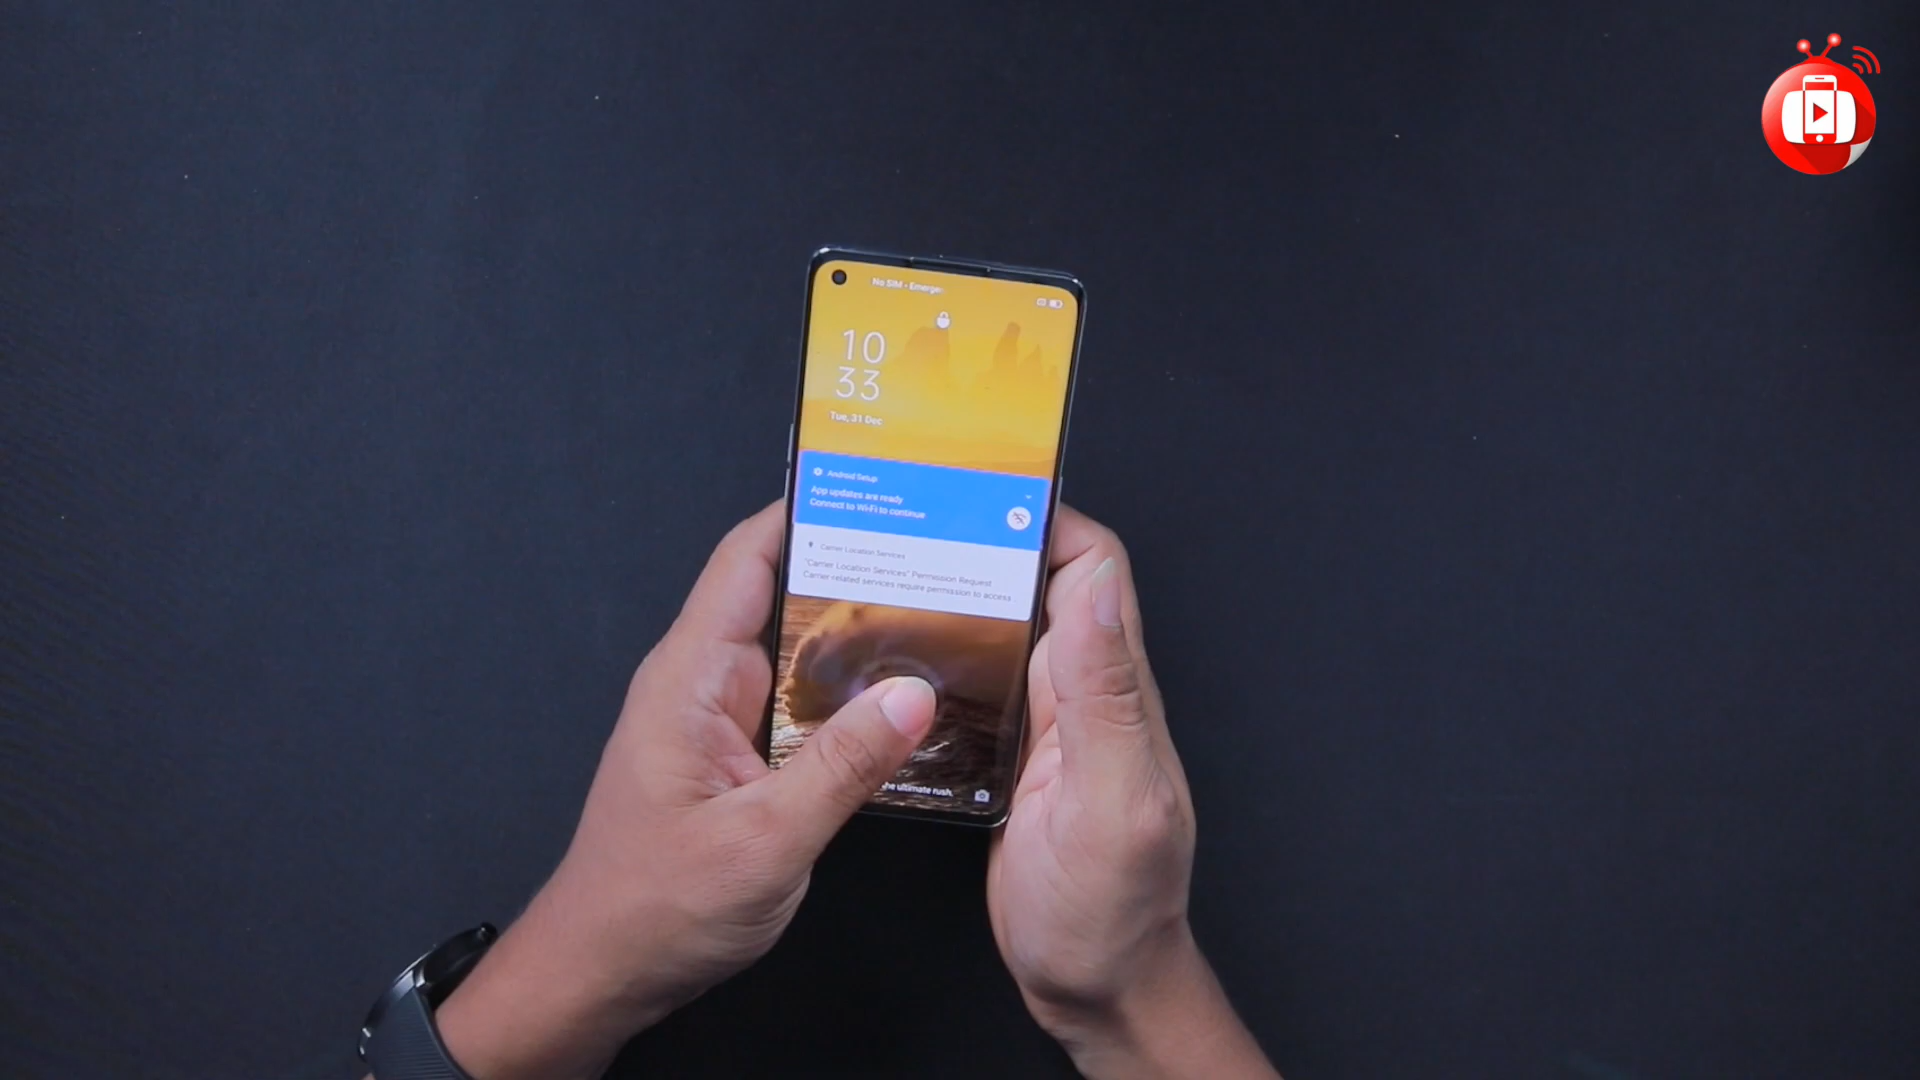 No SIM - Emerge
10
33
Tue, 31 Dec
Android Setup
App updates are ready
Connect to Wi-Fi to continue
Carrier Location Services
"Carrier Location Services" Permission Request
Carrier-related services require permission to access
the ultimate rush.